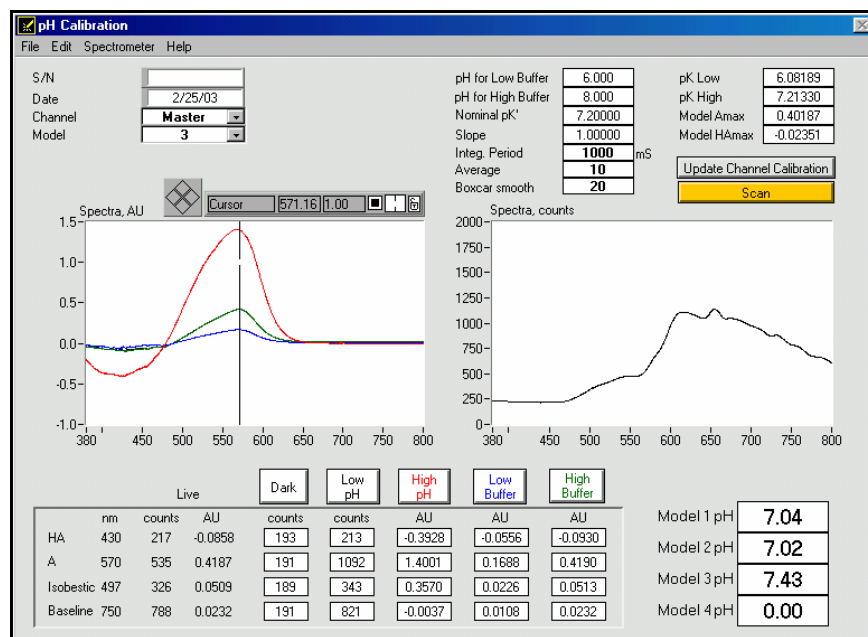 pH Calibration
File Edit Spectrometer Help
S/N
Date 2/25/03
Channel Master
Model 3
pH for Low Buffer 6.000
pH for High Buffer 8.000
Nominal pK' 7.20000
Slope 1.00000
Integ. Period 1000 mS
Average 10
Boxcar smooth 20
pK Low 6.08189
pK High 7.21330
Model Amax 0.40187
Model HAmax -0.02351
Update Channel Calibration
Scan
Spectra, AU
Cursor 571.16 1.00
1.5
1.0
0.5
0.0
-0.5
-1.0
380 450 500 550 600 650 700 750 800
Spectra, counts
2000
1750
1500
1250
1000
750
500
250
0
380 450 500 550 600 650 700 750 800
Live Dark Low pH High pH Low Buffer High Buffer
nm counts AU counts counts AU AU AU
HA 430 217 -0.0858 193 213 -0.3928 -0.0556 -0.0930
A 570 535 0.4187 191 1092 1.4001 0.1688 0.4190
Isobestic 497 326 0.0509 189 343 0.3570 0.0226 0.0513
Baseline 750 788 0.0232 191 821 -0.0037 0.0108 0.0232
Model 1 pH 7.04
Model 2 pH 7.02
Model 3 pH 7.43
Model 4 pH 0.00